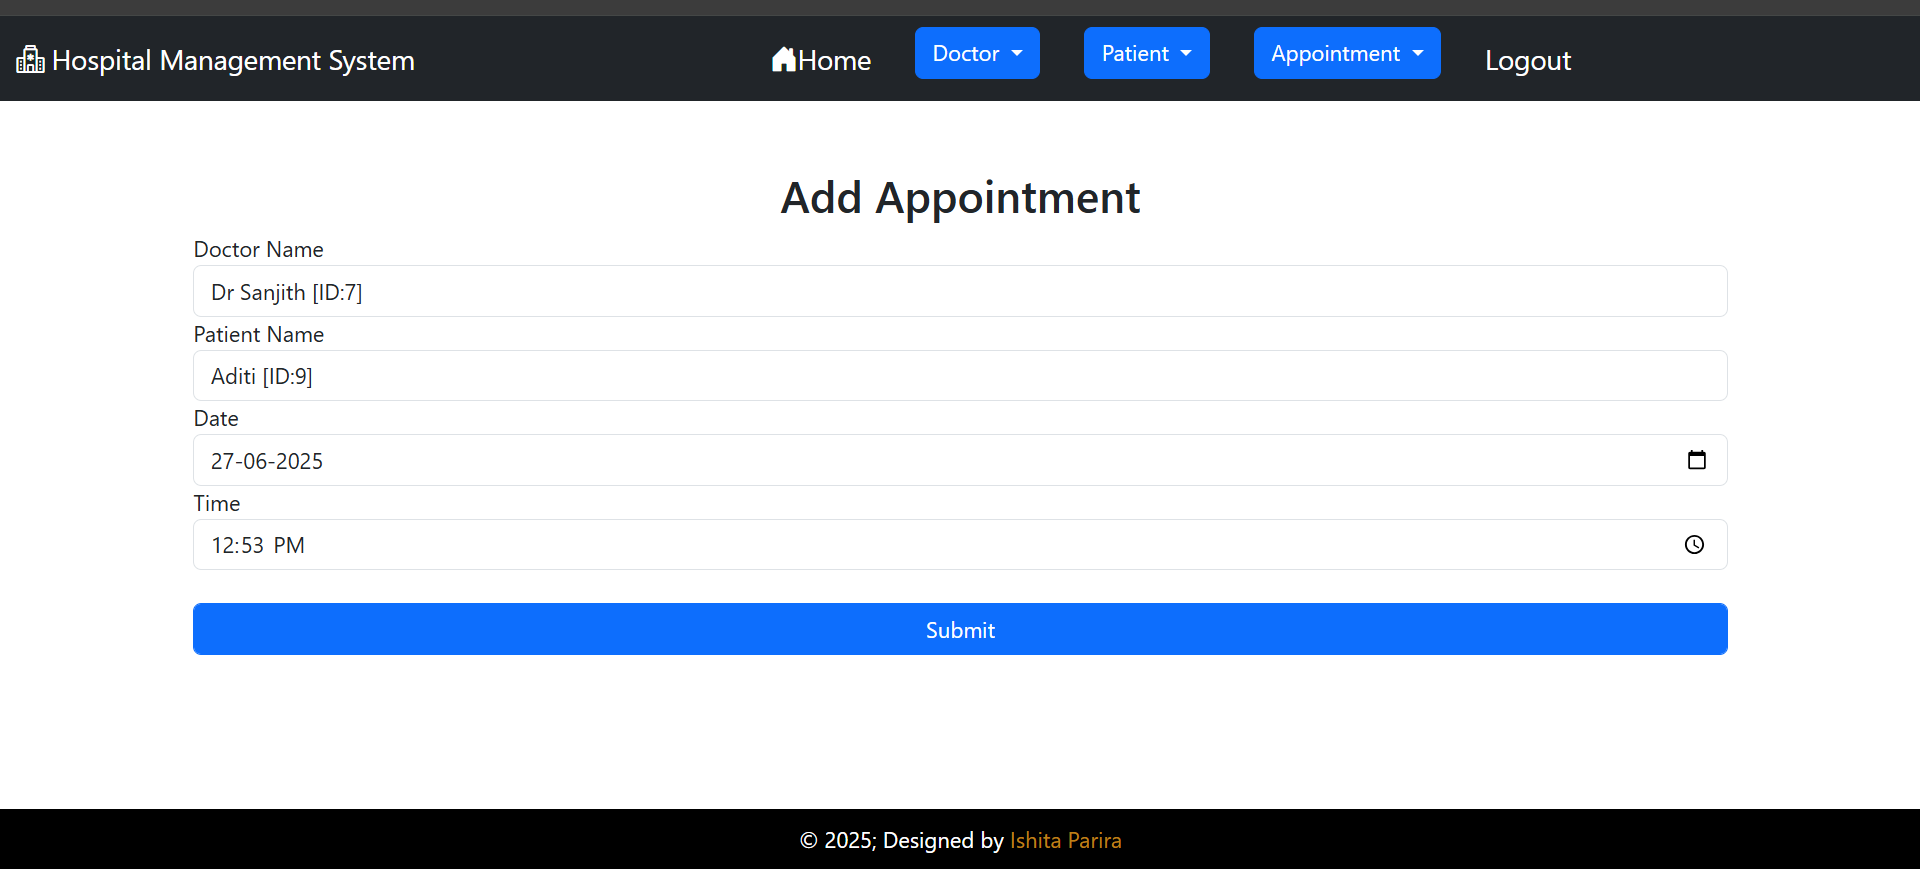 Hospital Management System Home Doctor Patient Appointment Logout
Add Appointment
Doctor Name
Dr Sanjith [ID:7]
Patient Name
Aditi [ID:9]
Date
27-06-2025
Time
12:53 PM
Submit
© 2025; Designed by Ishita Parira